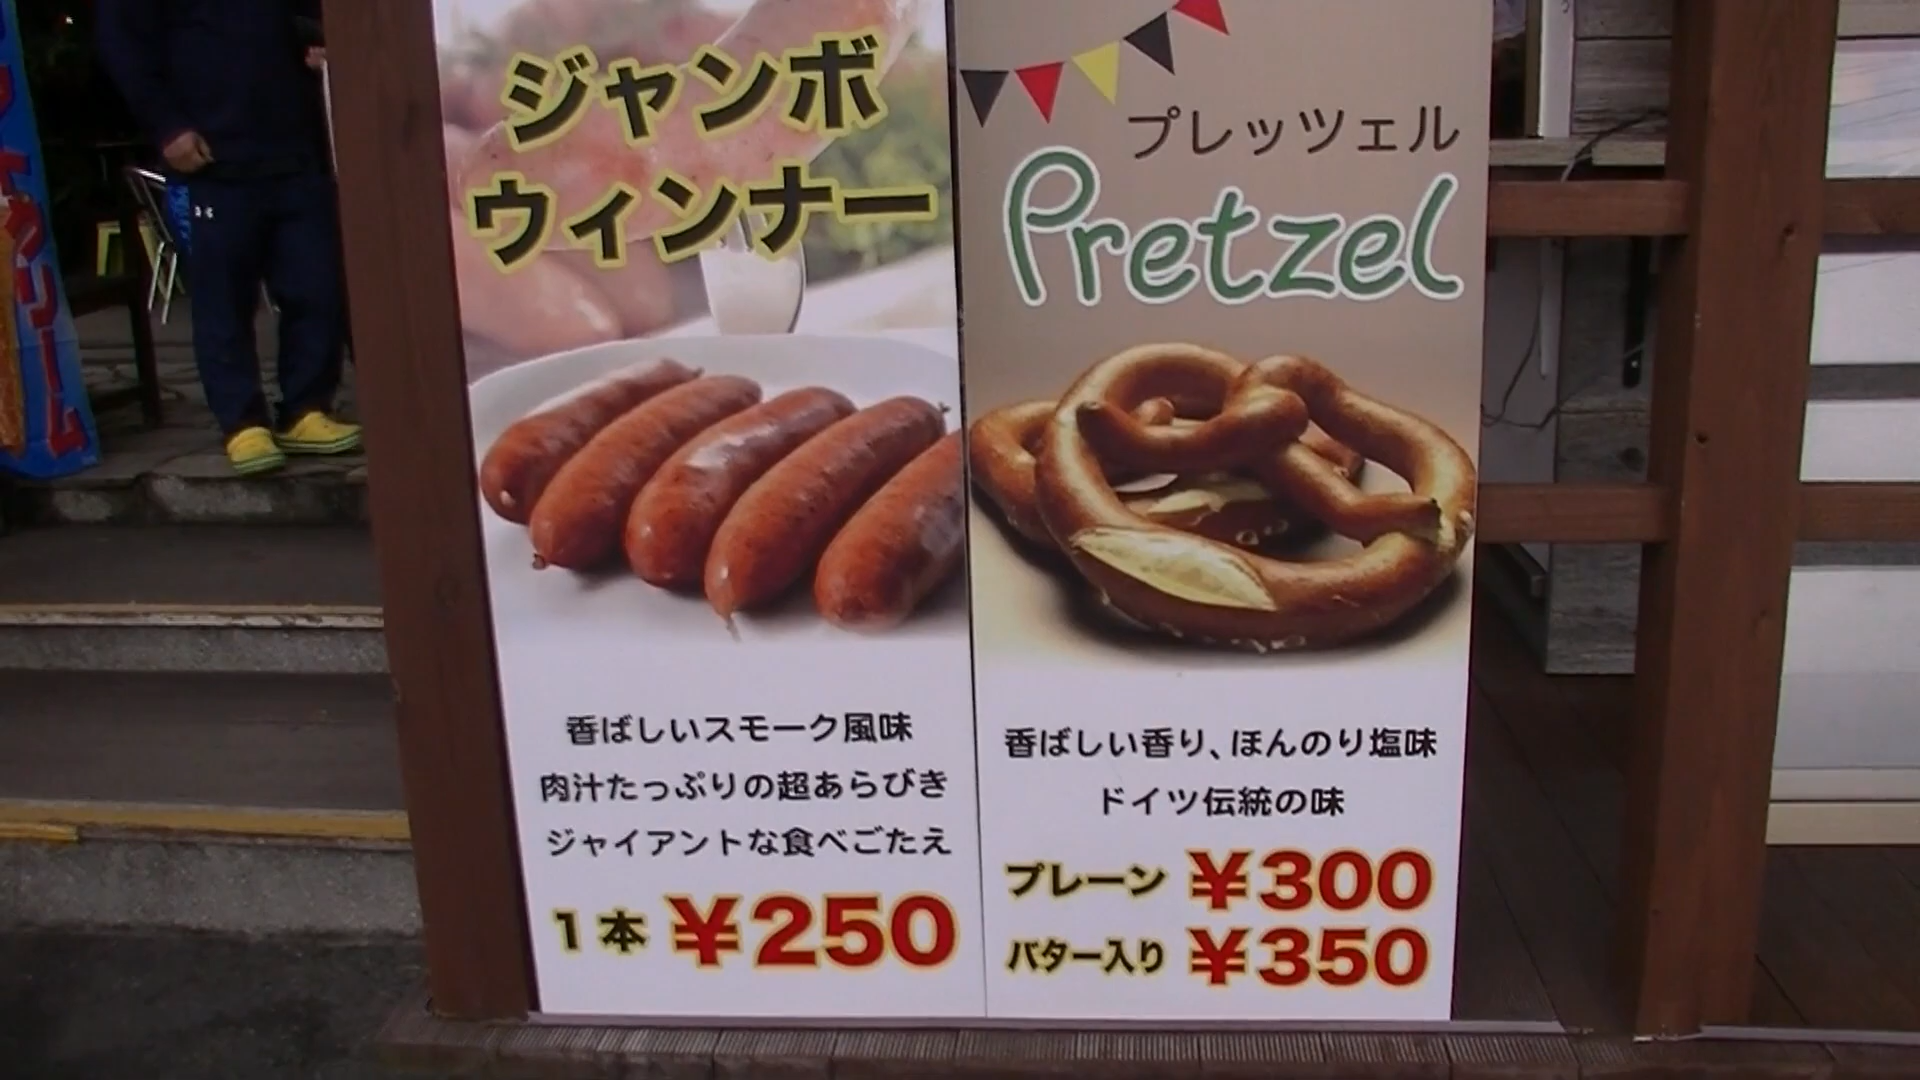 ジャンボ
ウィンナー
香ばしいスモーク風味
肉汁たっぷりの超あらびき
ジャイアントな食べごたえ
1本 ¥250
プレッツェル
Pretzel
香ばしい香り、ほんのり塩味
ドイツ伝統の味
プレーン ¥300
バター入り ¥350
クリーム